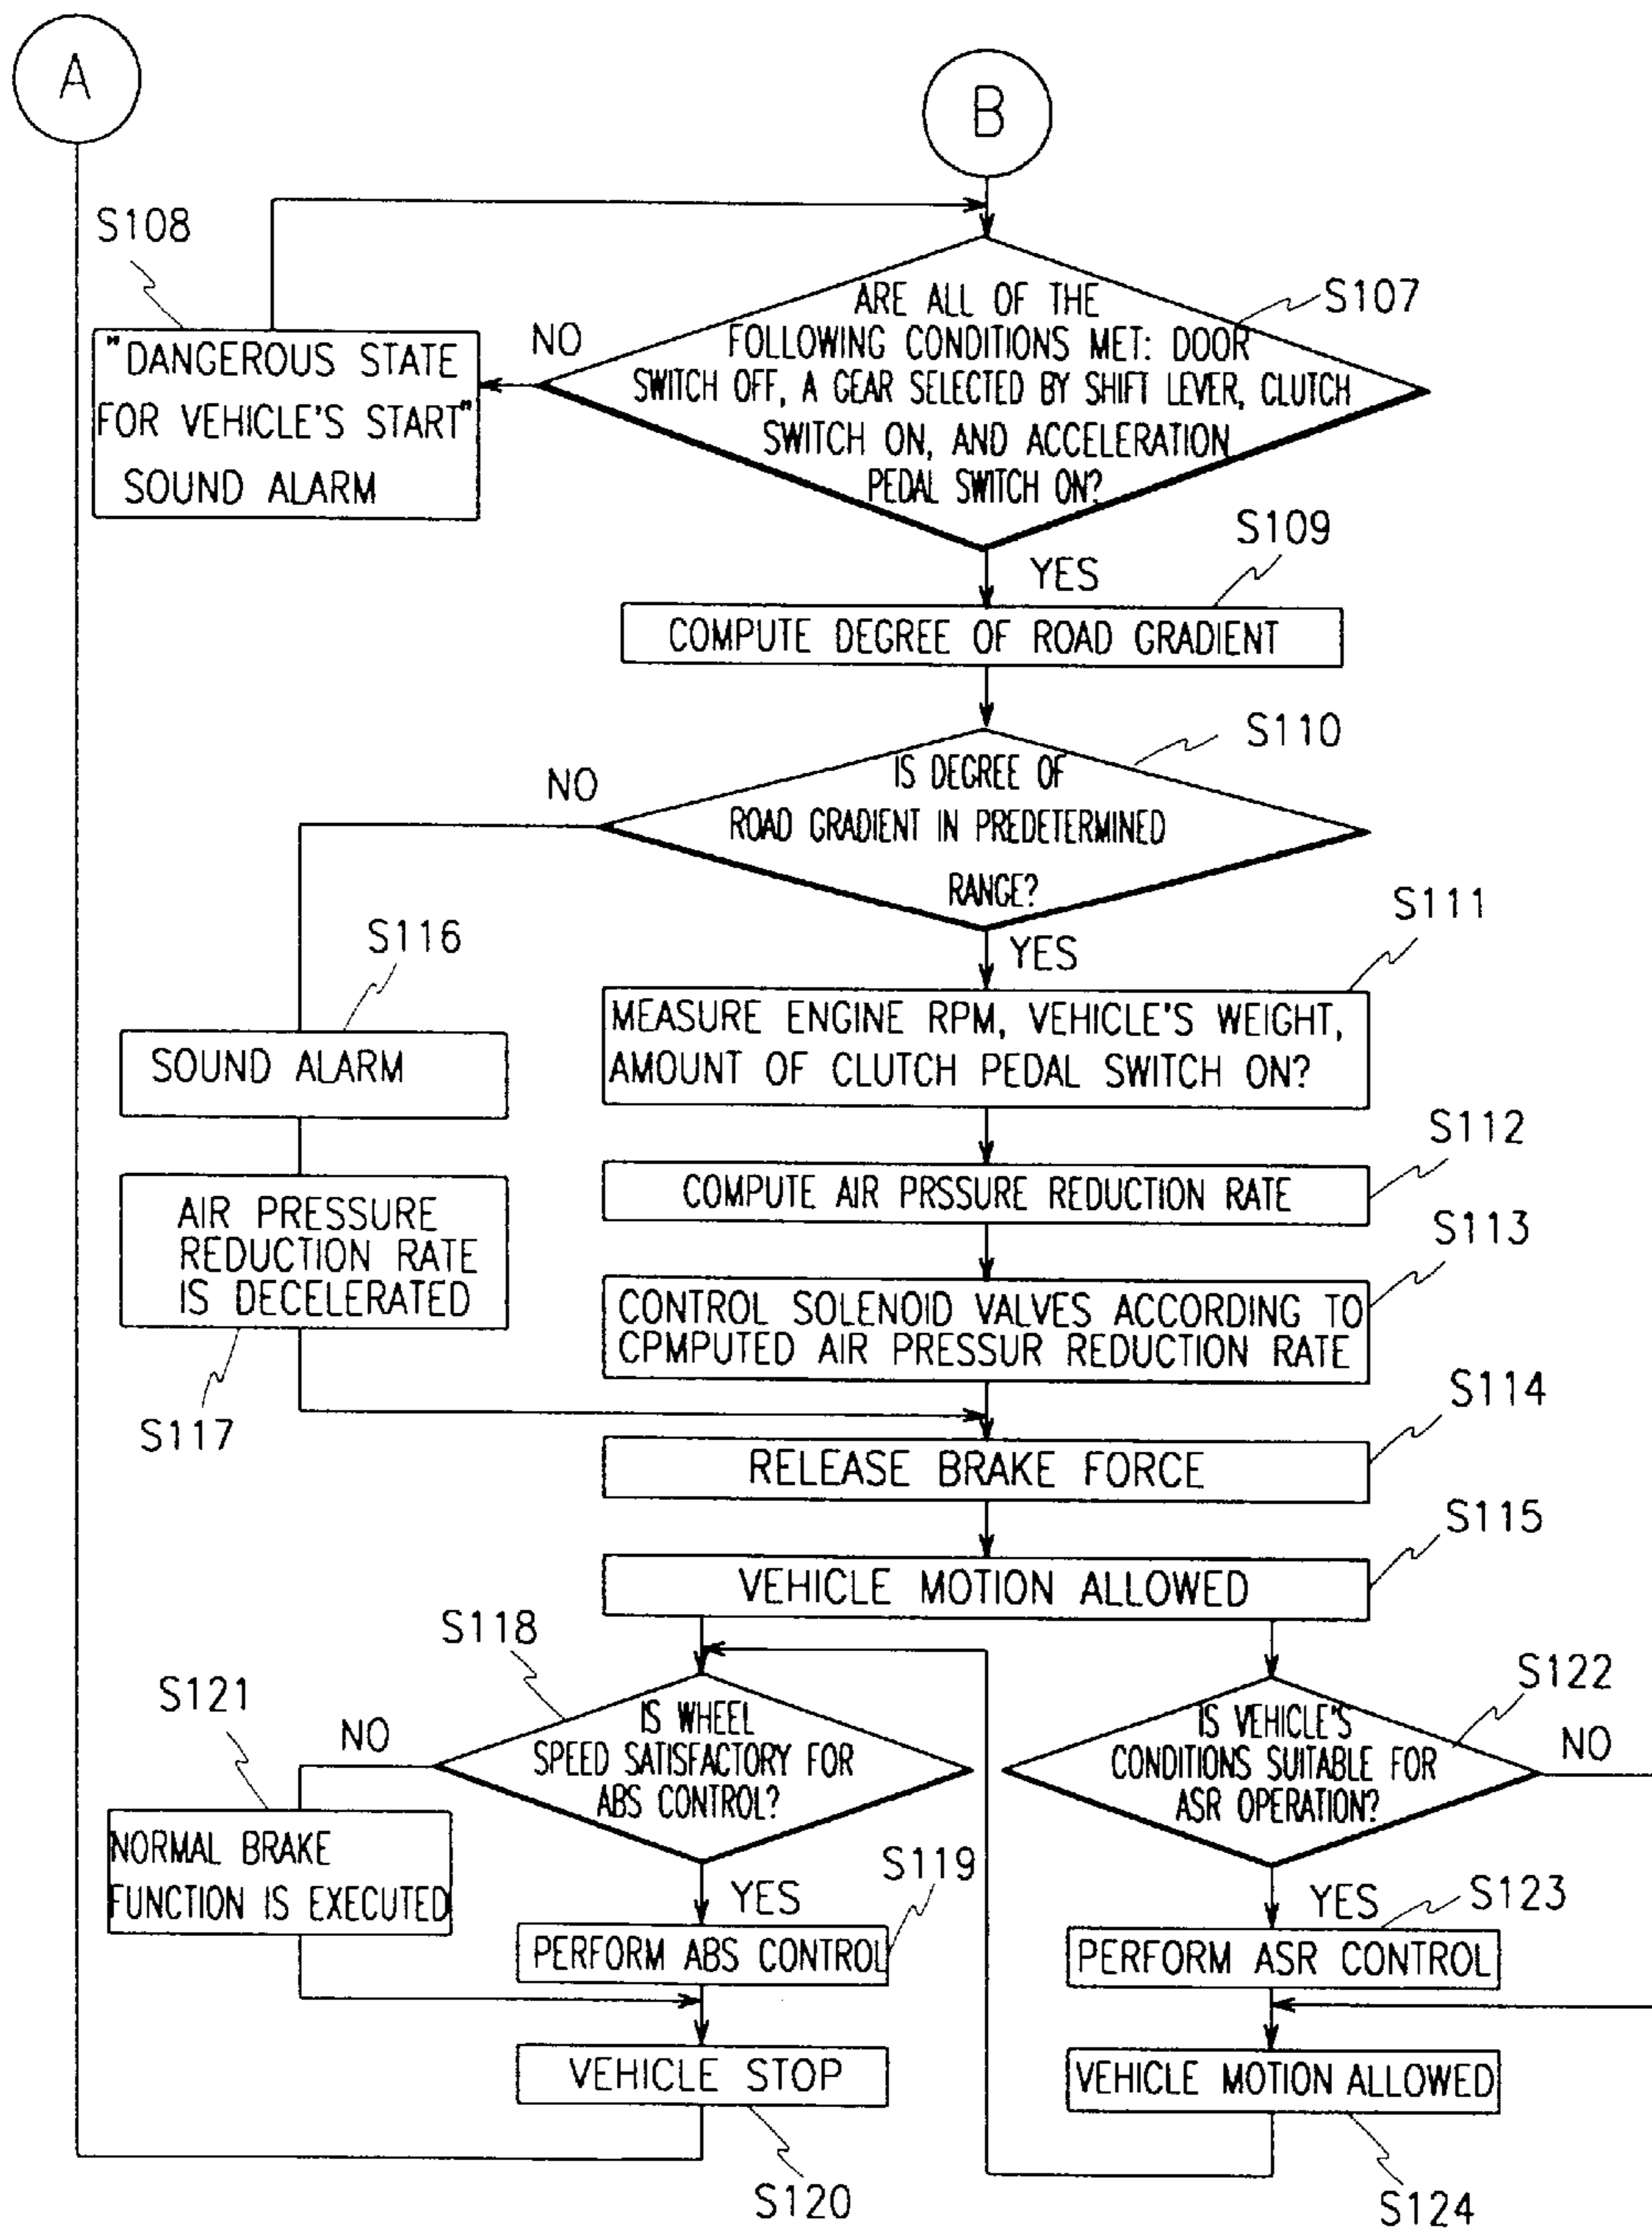 A
B
S108
S107
ARE ALL OF THE
FOLLOWING CONDITIONS MET: DOOR
SWITCH OFF, A GEAR SELECTED BY SHIFT LEVER, CLUTCH
SWITCH ON, AND ACCELERATION
PEDAL SWITCH ON?
NO
"DANGEROUS STATE
FOR VEHICLE'S START"
SOUND ALARM
YES
S109
COMPUTE DEGREE OF ROAD GRADIENT
S110
IS DEGREE OF
ROAD GRADIENT IN PREDETERMINED
RANGE?
NO
YES
S111
MEASURE ENGINE RPM, VEHICLE'S WEIGHT,
AMOUNT OF CLUTCH PEDAL SWITCH ON?
S116
SOUND ALARM
S112
COMPUTE AIR PRSSURE REDUCTION RATE
AIR PRESSURE
REDUCTION RATE
IS DECELERATED
S117
S113
CONTROL SOLENOID VALVES ACCORDING TO
CPMPUTED AIR PRESSUR REDUCTION RATE
S114
RELEASE BRAKE FORCE
S115
VEHICLE MOTION ALLOWED
S118
IS WHEEL
SPEED SATISFACTORY FOR
ABS CONTROL?
NO
S121
NORMAL BRAKE
FUNCTION IS EXECUTED
YES
S119
PERFORM ABS CONTROL
VEHICLE STOP
S120
S122
IS VEHICLE'S
CONDITIONS SUITABLE FOR
ASR OPERATION?
NO
YES
S123
PERFORM ASR CONTROL
VEHICLE MOTION ALLOWED
S124